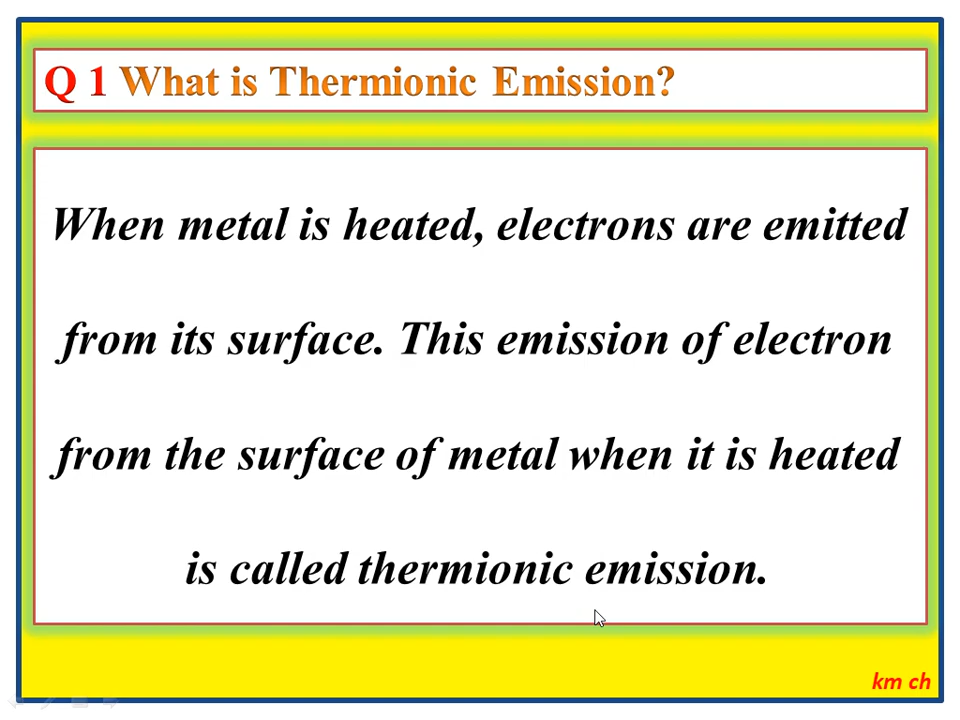 Q 1 What is Thermionic Emission?
When metal is heated, electrons are emitted
from its surface. This emission of electron
from the surface of metal when it is heated
is called thermionic emission.
km ch